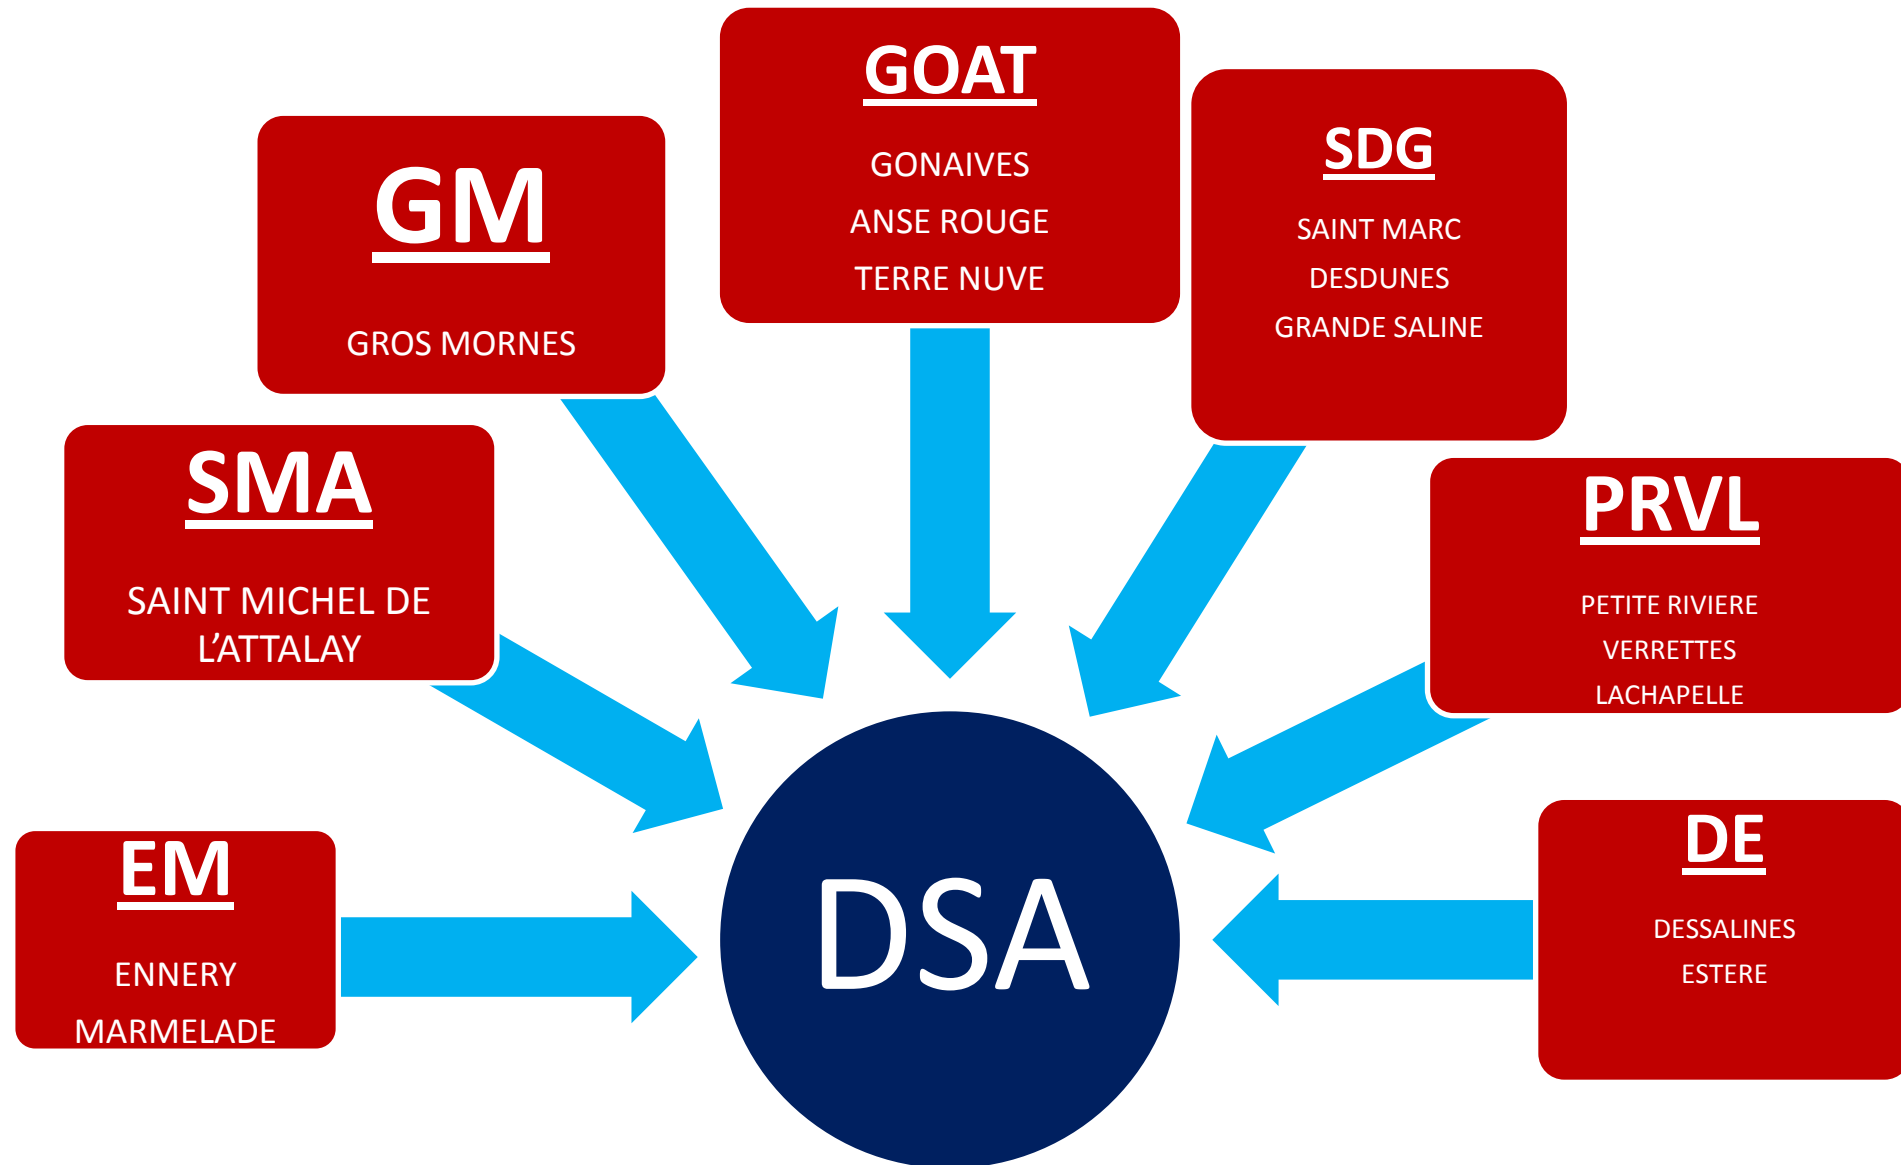 GOAT
GONAIVES
ANSE ROUGE
TERRE NUVE
SDG
SAINT MARC
DESDUNES
GRANDE SALINE
GM
GROS MORNES
SMA
SAINT MICHEL DE
L’ATTALAY
PRVL
PETITE RIVIERE
VERRETTES
LACHAPELLE
EM
ENNERY
MARMELADE
DE
DESSALINES
ESTERE
DSA